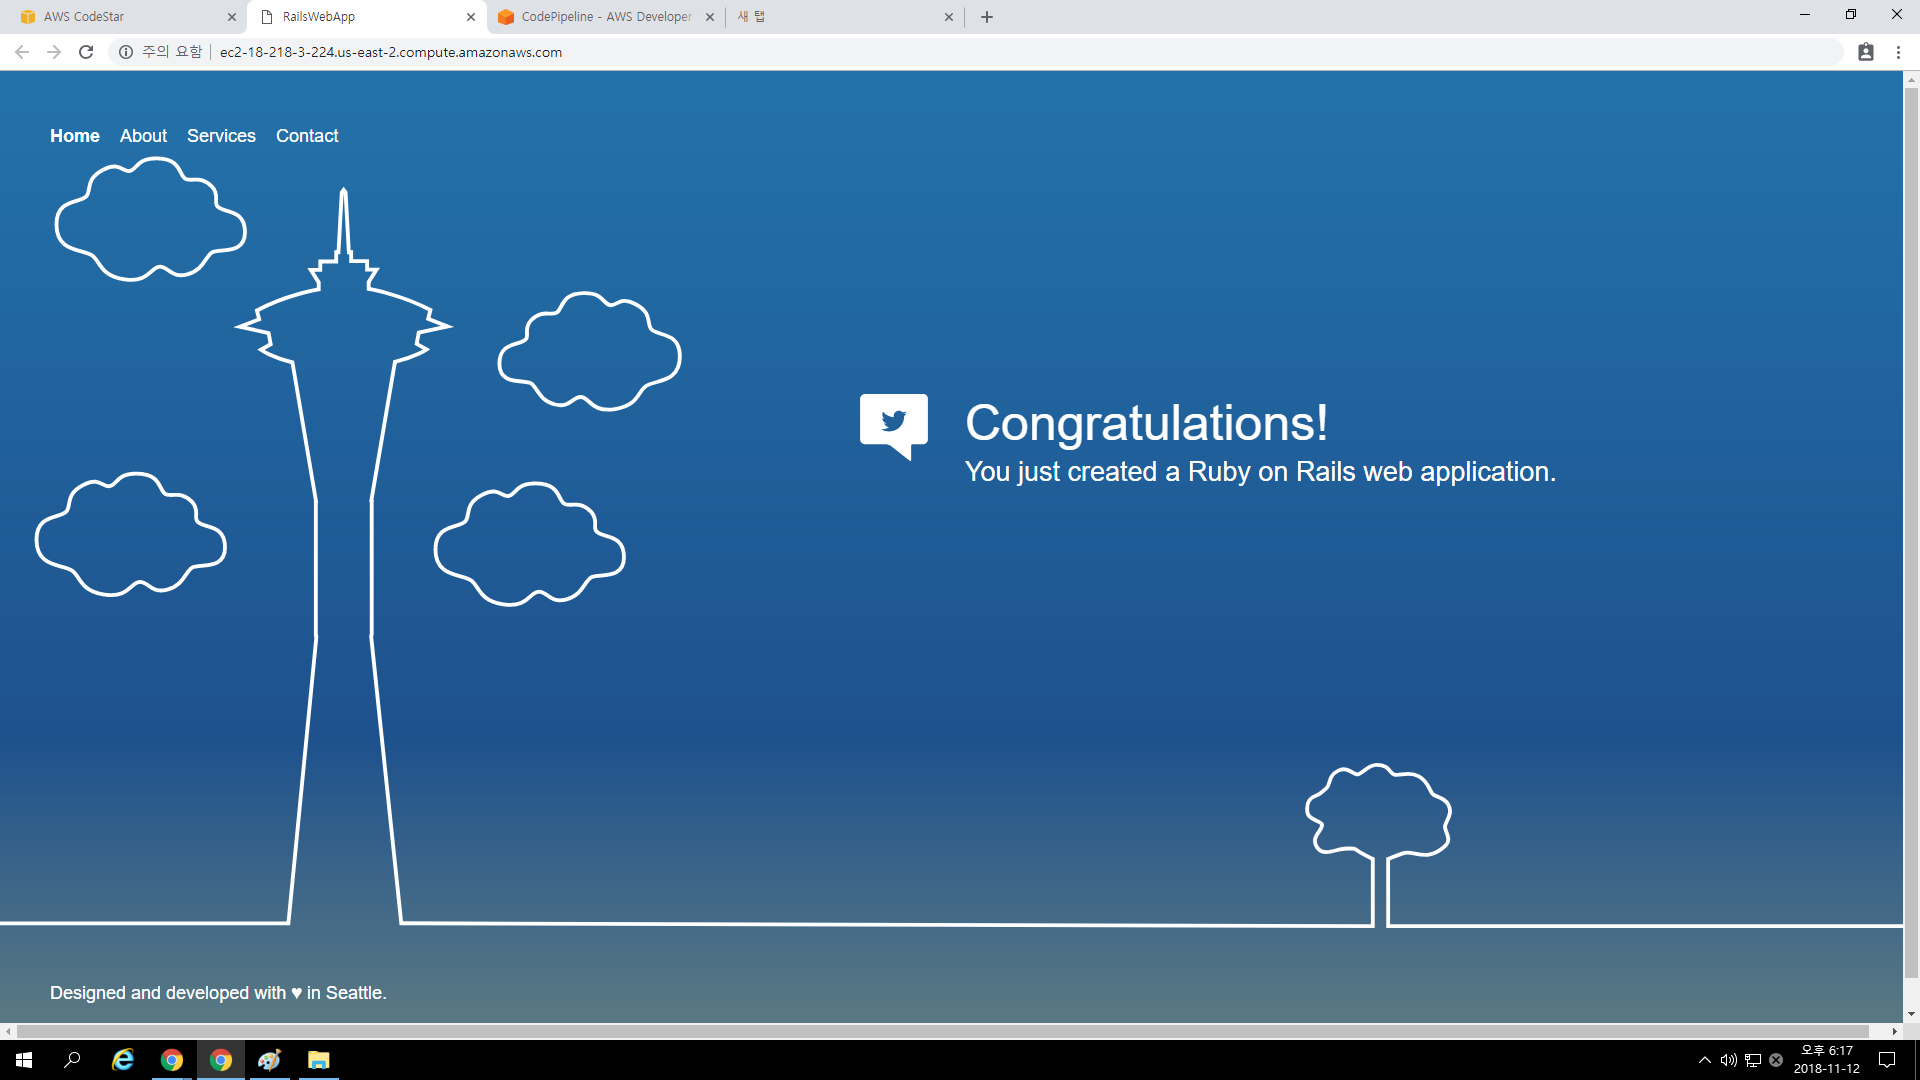 AWS CodeStar
RailsWebApp
CodePipeline - AWS Developer
새 탭
주의 요함
ec2-18-218-3-224.us-east-2.compute.amazonaws.com
Home About Services Contact
Congratulations!
You just created a Ruby on Rails web application.
Designed and developed with ♥ in Seattle.
오후 6:17
2018-11-12